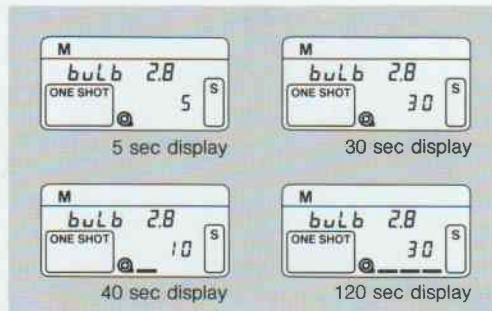 M
bulb 2.8
ONE SHOT
5
S
5 sec display
M
bulb 2.8
ONE SHOT
30
S
30 sec display
M
bulb 2.8
ONE SHOT
10
S
40 sec display
M
bulb 2.8
ONE SHOT
30
S
120 sec display